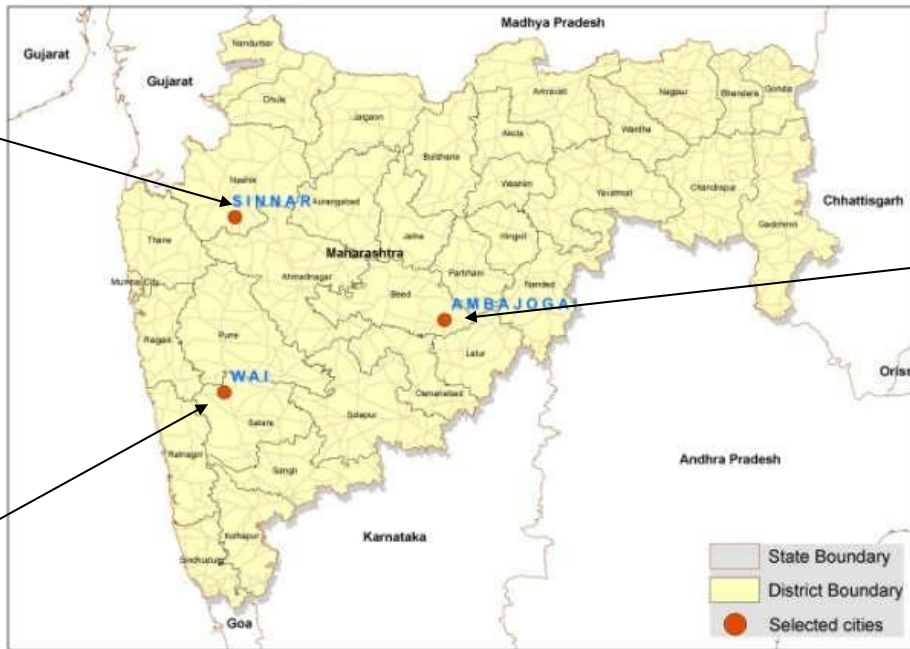 Madhya Pradesh
Gujarat
Nandurbar
Gujarat
Dhule
Jalgaon
Amravati
Nagpur
Bhandara
Gondia
Akola
Wardha
Buldhana
Nashik
Washim
Yavatmal
Chandrapur
SINNAR
Aurangabad
Chhattisgarh
Gadchiroli
Thane
Jalna
Hingoli
Maharashtra
Mumbai City
Ahmednagar
Parbhani
Nanded
Beed
AMBAJOGAI
Raigad
Pune
Latur
WAI
Oriss
Osmanabad
Satara
Solapur
Ratnagiri
Andhra Pradesh
Sangli
Kolhapur
Karnataka
Sindhudurg
Goa
State Boundary
District Boundary
Selected cities